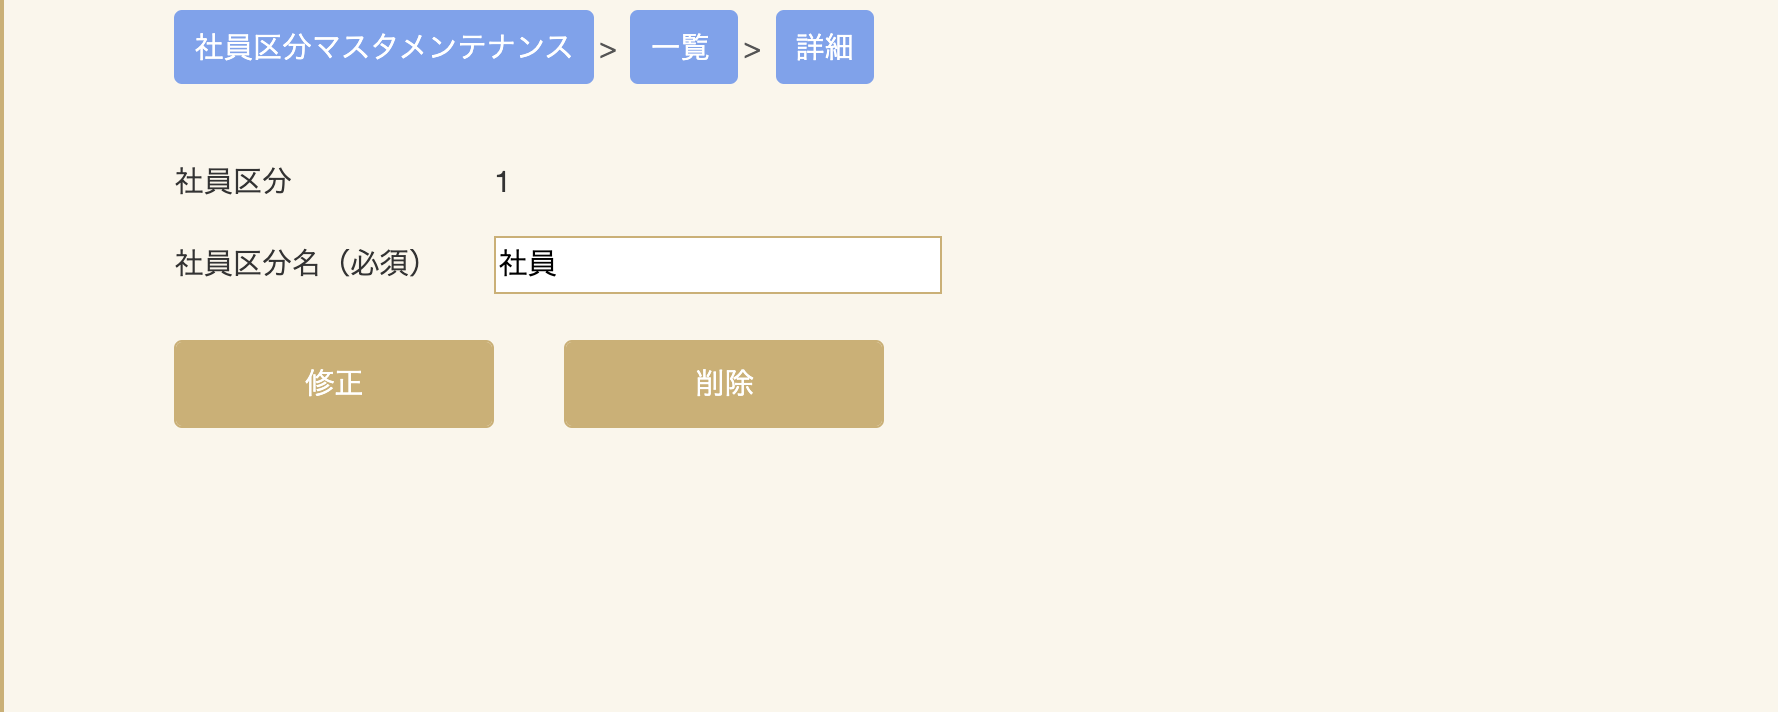 社員区分マスタメンテナンス > 一覧 > 詳細
社員区分 1
社員区分名（必須） 社員
修正 削除